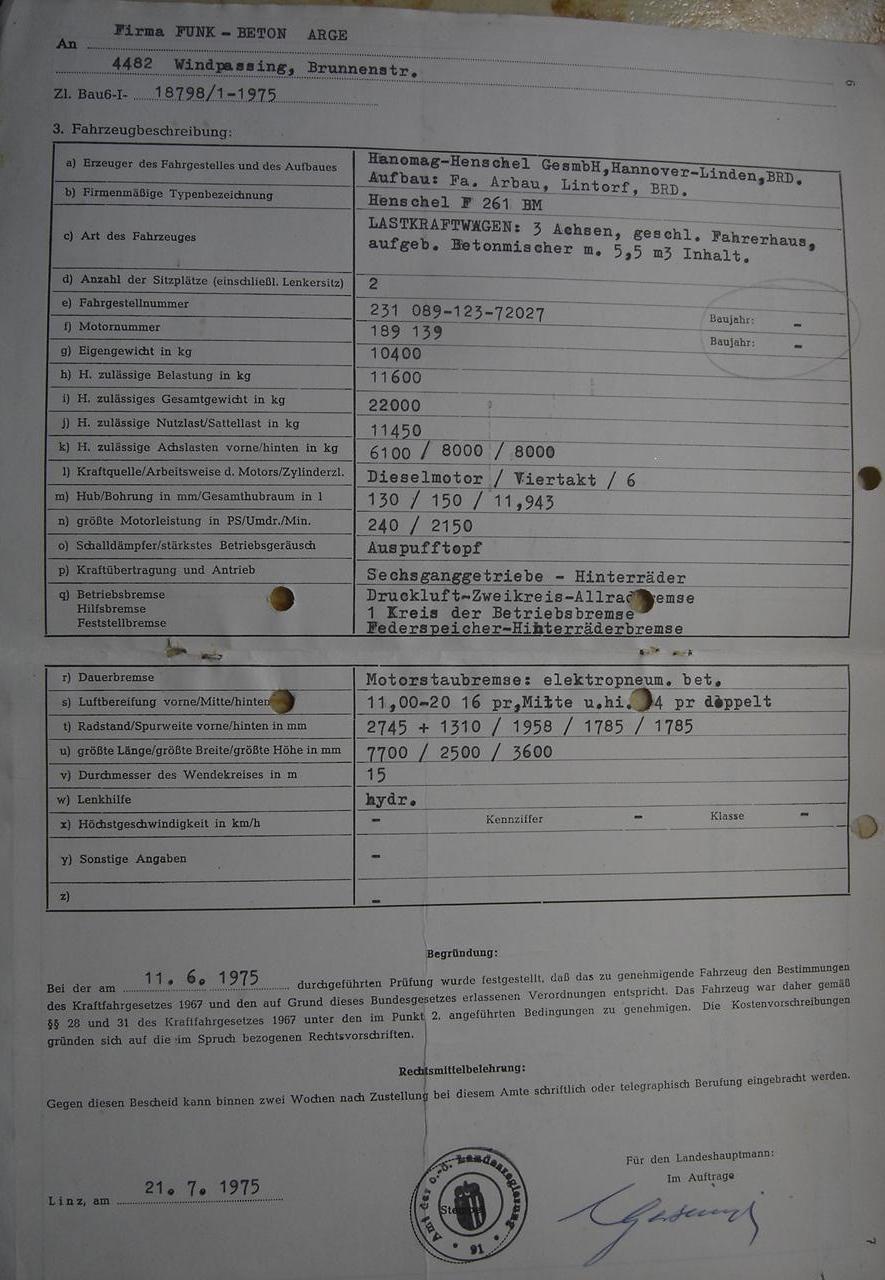 Firma FUNK - BETON ARGE
An
4482 Windpassing, Brunnenstr.
Zl. Bau6-I- 18798/1-1975
3. Fahrzeugbeschreibung:
a) Erzeuger des Fahrgestelles und des Aufbaues Hanomag-Henschel GesmbH,Hannover-Linden,BRD.
Aufbau: Fa. Arbau, Lintorf, BRD.
b) Firmenmäßige Typenbezeichnung Henschel F 261 BM
c) Art des Fahrzeuges LASTKRAFTWAGEN: 3 Achsen, geschl. Fahrerhaus,
aufgeb. Betonmischer m. 5,5 m3 Inhalt.
d) Anzahl der Sitzplätze (einschließl. Lenkersitz) 2
e) Fahrgestellnummer 231 089-123-72027 Baujahr: -
f) Motornummer 189 139 Baujahr: -
g) Eigengewicht in kg 10400
h) H. zulässige Belastung in kg 11600
i) H. zulässiges Gesamtgewicht in kg 22000
j) H. zulässige Nutzlast/Sattellast in kg 11450
k) H. zulässige Achslasten vorne/hinten in kg 6100 / 8000 / 8000
l) Kraftquelle/Arbeitsweise d. Motors/Zylinderzl. Dieselmotor / Viertakt / 6
m) Hub/Bohrung in mm/Gesamthubraum in l 130 / 150 / 11,943
n) größte Motorleistung in PS/Umdr./Min. 240 / 2150
o) Schalldämpfer/stärkstes Betriebsgeräusch Auspufftopf
p) Kraftübertragung und Antrieb Sechsganggetriebe - Hinterräder
q) Betriebsbremse Druckluft-Zweikreis-Allradbremse
Hilfsbremse 1 Kreis der Betriebsbremse
Feststellbremse Federspeicher-Hinterräderbremse
r) Dauerbremse Motorstaubremse: elektropneum. bet.
s) Luftbereifung vorne/Mitte/hinten 11,00-20 16 pr,Mitte u.hi. 14 pr doppelt
t) Radstand/Spurweite vorne/hinten in mm 2745 + 1310 / 1958 / 1785 / 1785
u) größte Länge/größte Breite/größte Höhe in mm 7700 / 2500 / 3600
v) Durchmesser des Wendekreises in m 15
w) Lenkhilfe hydr.
x) Höchstgeschwindigkeit in km/h - Kennziffer - Klasse -
y) Sonstige Angaben -
z) -
Begründung:
Bei der am 11. 6. 1975 durchgeführten Prüfung wurde festgestellt, daß das zu genehmigende Fahrzeug den Bestimmungen
des Kraftfahrgesetzes 1967 und den auf Grund dieses Bundesgesetzes erlassenen Verordnungen entspricht. Das Fahrzeug war daher gemäß
§§ 28 und 31 des Kraftfahrgesetzes 1967 unter den im Punkt 2. angeführten Bedingungen zu genehmigen. Die Kostenvorschreibungen
gründen sich auf die im Spruch bezogenen Rechtsvorschriften.
Rechtsmittelbelehrung:
Gegen diesen Bescheid kann binnen zwei Wochen nach Zustellung bei diesem Amte schriftlich oder telegraphisch Berufung eingebracht werden.
Für den Landeshauptmann:
Im Auftrage
Linz, am 21. 7. 1975
Amt der o.-ö. Landesregierung
Stempel
91